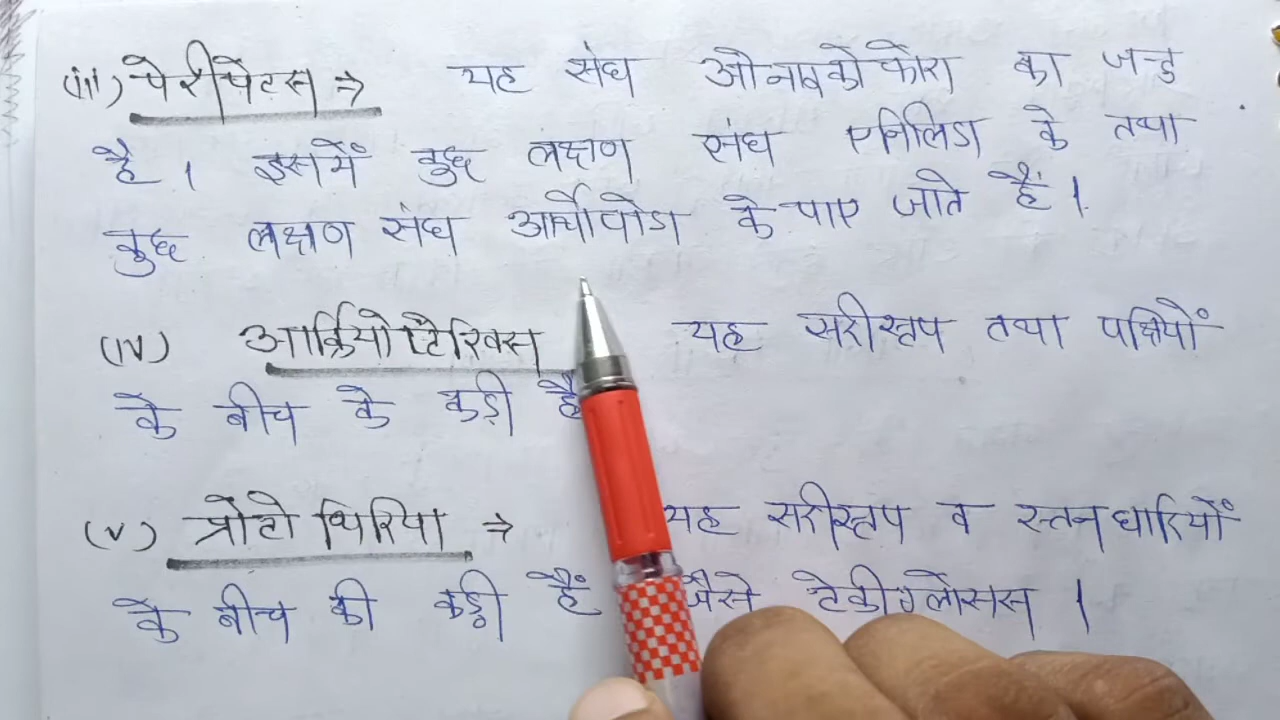 (iii) पेरीपेटस ⇒ यह संघ ओनाइकोफोरा का जन्तु
है । इसमें कुछ लक्षण संघ एनिलिडा के तथा
कुछ लक्षण संघ आर्थोपोडा के पाए जाते हैं ।
(iv) आर्कियोप्टैरिक्स यह सरीसृप तथा पक्षियों
के बीच के कड़ी है
(v) प्रोटोथिरिया ⇒ यह सरीसृप व स्तनधारियों
के बीच की कड़ी हैं जैसे टेकीग्लोसस ।